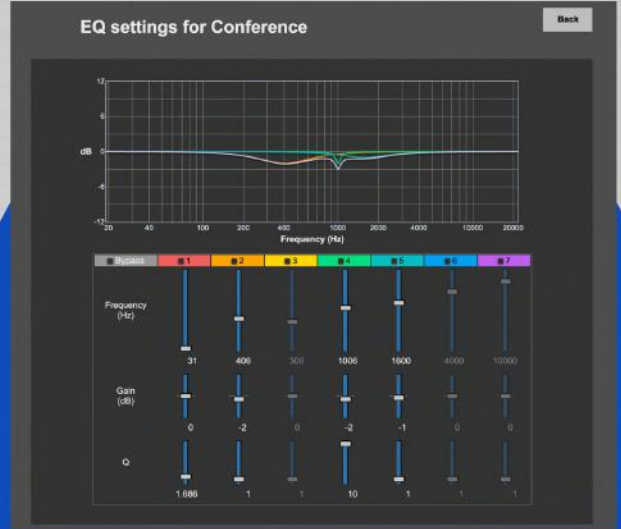 EQ settings for Conference
Back
12
6
dB 0
-6
-12
20 40 100 200 400 1000 2000 4000 10000 20000
Frequency (Hz)
Bypass 1 2 3 4 5 6 7
Frequency
(Hz)
31 406 300 1006 1600 4000 10000
Gain
(dB)
0 -2 0 -2 -1 0 0
Q
1.686 1 1 10 1 1 1